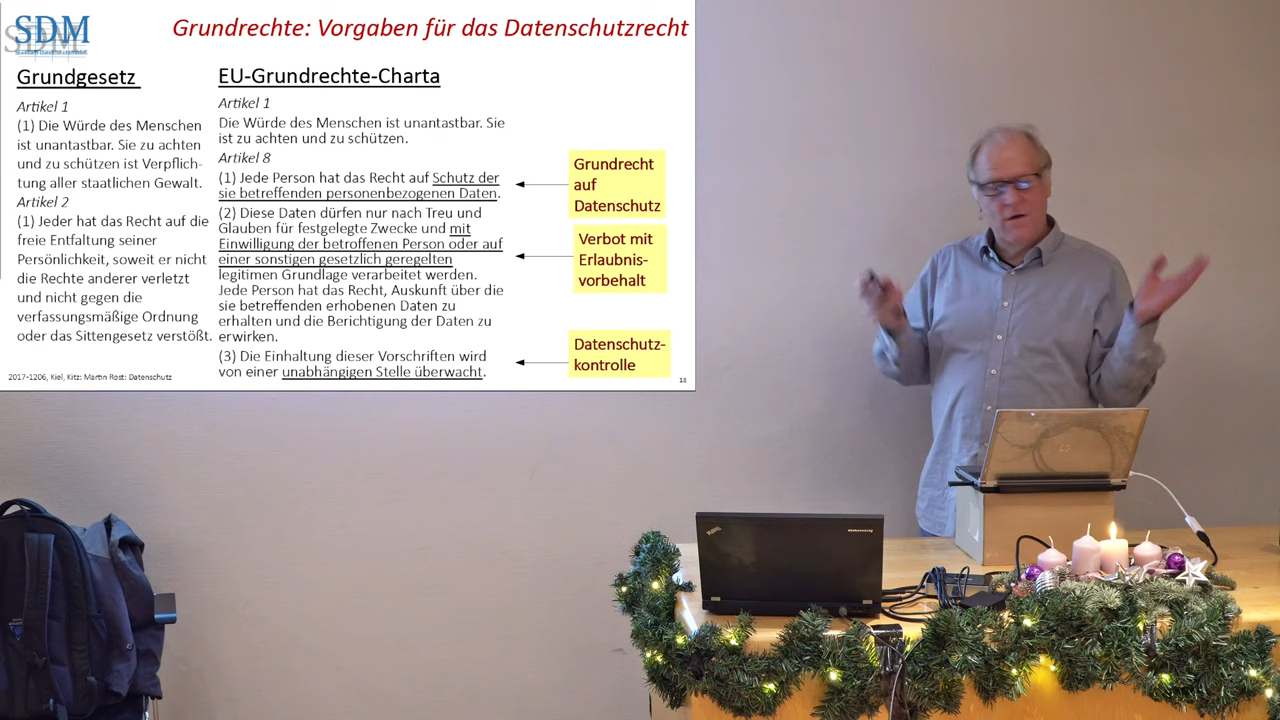 SDM
Grundrechte: Vorgaben für das Datenschutzrecht
Grundgesetz
Artikel 1
(1) Die Würde des Menschen
ist unantastbar. Sie zu achten
und zu schützen ist Verpflich-
tung aller staatlichen Gewalt.
Artikel 2
(1) Jeder hat das Recht auf die
freie Entfaltung seiner
Persönlichkeit, soweit er nicht
die Rechte anderer verletzt
und nicht gegen die
verfassungsmäßige Ordnung
oder das Sittengesetz verstößt.
EU-Grundrechte-Charta
Artikel 1
Die Würde des Menschen ist unantastbar. Sie
ist zu achten und zu schützen.
Artikel 8
(1) Jede Person hat das Recht auf Schutz der
sie betreffenden personenbezogenen Daten.
(2) Diese Daten dürfen nur nach Treu und
Glauben für festgelegte Zwecke und mit
Einwilligung der betroffenen Person oder auf
einer sonstigen gesetzlich geregelten
legitimen Grundlage verarbeitet werden.
Jede Person hat das Recht, Auskunft über die
sie betreffenden erhobenen Daten zu
erhalten und die Berichtigung der Daten zu
erwirken.
(3) Die Einhaltung dieser Vorschriften wird
von einer unabhängigen Stelle überwacht.
Grundrecht
auf
Datenschutz
Verbot mit
Erlaubnis-
vorbehalt
Datenschutz-
kontrolle
2017-1206, Kiel, Kitz: Martin Rost: Datenschutz
18
ThinkPad
lenovo
hp